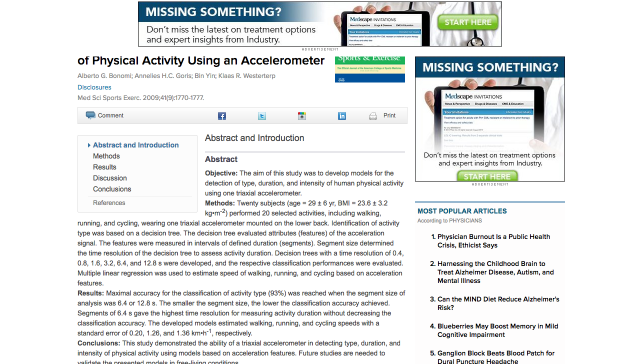 MISSING SOMETHING?
Don't miss the latest on treatment options
and expert insights from Industry.
Medscape INVITATIONS
START HERE
ADVERTISEMENT
of Physical Activity Using an Accelerometer
Alberto G. Bonomi; Annelies H.C. Goris; Bin Yin; Klaas R. Westerterp
Disclosures
Med Sci Sports Exerc. 2009;41(9):1770-1777.
Sports & Exercise
Comment
Print
Abstract and Introduction
Methods
Results
Discussion
Conclusions
References
Abstract and Introduction
Abstract
Objective: The aim of this study was to develop models for the
detection of type, duration, and intensity of human physical activity
using one triaxial accelerometer.
Methods: Twenty subjects (age = 29 ± 6 yr, BMI = 23.6 ± 3.2
kg•m⁻²) performed 20 selected activities, including walking,
running, and cycling, wearing one triaxial accelerometer mounted on the lower back. Identification of activity
type was based on a decision tree. The decision tree evaluated attributes (features) of the acceleration
signal. The features were measured in intervals of defined duration (segments). Segment size determined
the time resolution of the decision tree to assess activity duration. Decision trees with a time resolution of 0.4,
0.8, 1.6, 3.2, 6.4, and 12.8 s were developed, and the respective classification performances were evaluated.
Multiple linear regression was used to estimate speed of walking, running, and cycling based on acceleration
features.
Results: Maximal accuracy for the classification of activity type (93%) was reached when the segment size of
analysis was 6.4 or 12.8 s. The smaller the segment size, the lower the classification accuracy achieved.
Segments of 6.4 s gave the highest time resolution for measuring activity duration without decreasing the
classification accuracy. The developed models estimated walking, running, and cycling speeds with a
standard error of 0.20, 1.26, and 1.36 km•h⁻¹, respectively.
Conclusions: This study demonstrated the ability of a triaxial accelerometer in detecting type, duration, and
intensity of physical activity using models based on acceleration features. Future studies are needed to
validate the presented models in free-living conditions.
MISSING SOMETHING?
Medscape INVITATIONS
Don't miss the latest on treatment options
and expert insights from Industry.
START HERE
ADVERTISEMENT
MOST POPULAR ARTICLES
According to PHYSICIANS
1. Physician Burnout Is a Public Health
Crisis, Ethicist Says
2. Harnessing the Childhood Brain to
Treat Alzheimer Disease, Autism, and
Mental Illness
3. Can the MIND Diet Reduce Alzheimer's
Risk?
4. Blueberries May Boost Memory in Mild
Cognitive Impairment
5. Ganglion Block Beats Blood Patch for
Dural Puncture Headache